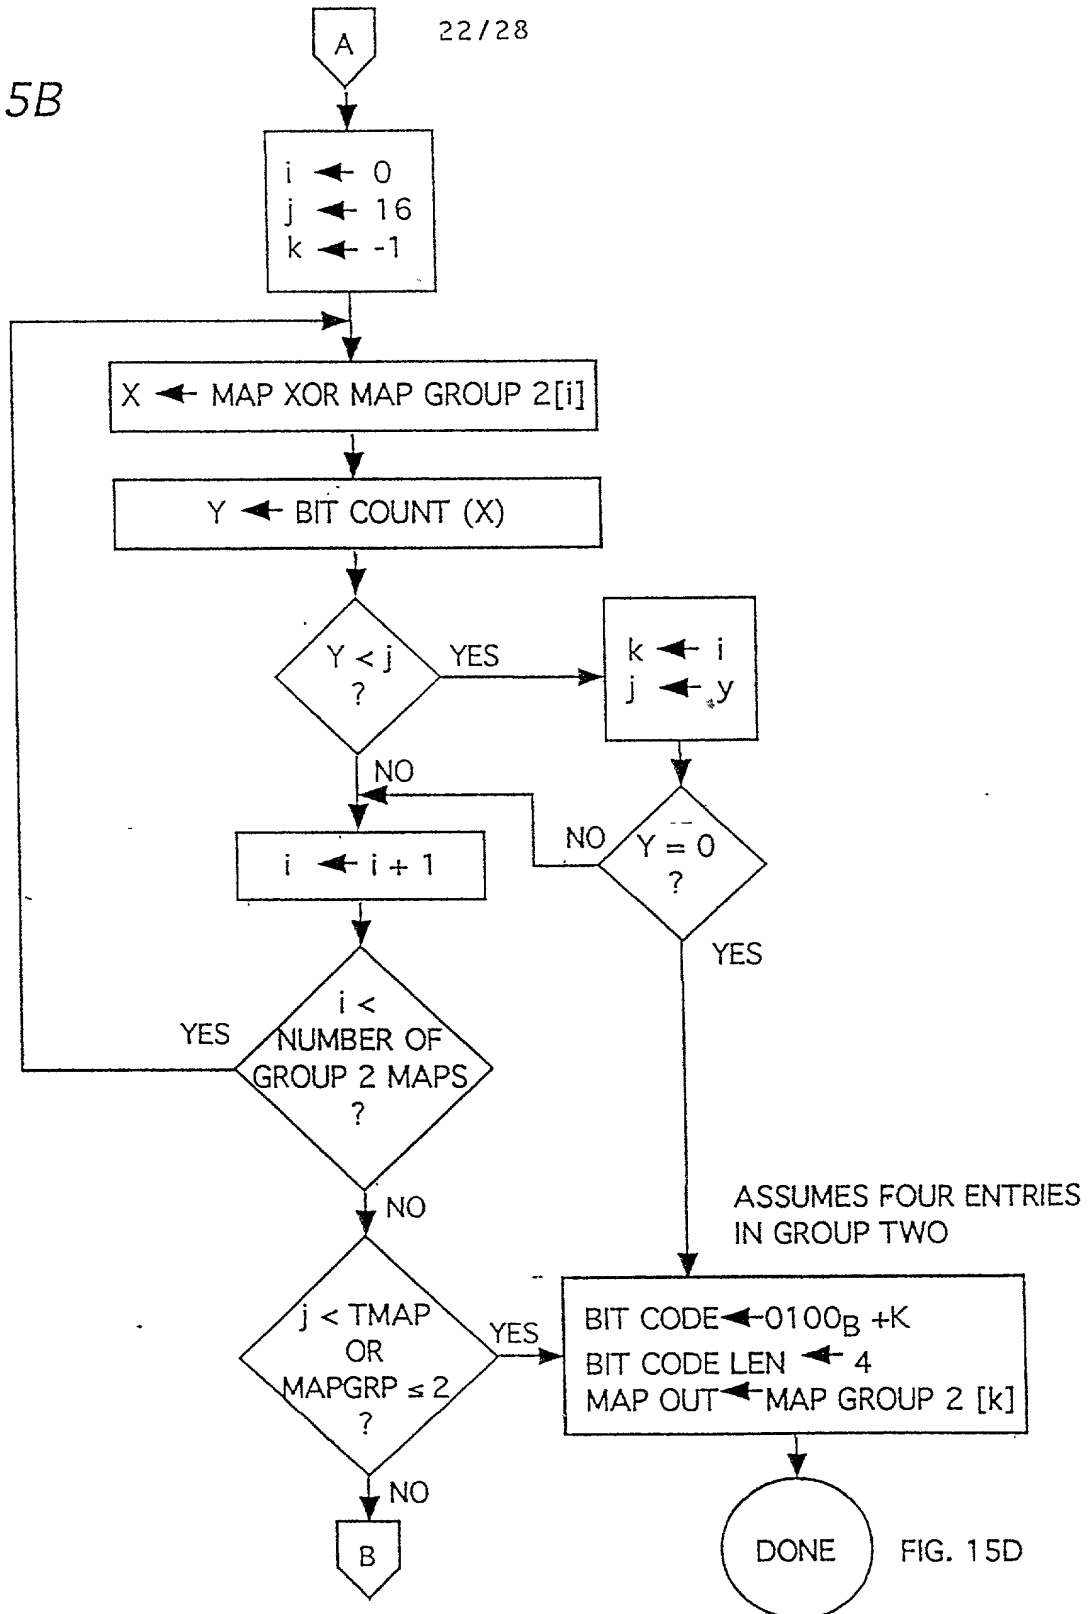 A
22/28
5B
i ← 0
j ← 16
k ← -1
X ← MAP XOR MAP GROUP 2[i]
Y ← BIT COUNT (X)
Y < j
?
YES
k ← i
j ← y
NO
i ← i + 1
NO
Y = 0
?
YES
i <
NUMBER OF
GROUP 2 MAPS
?
YES
NO
ASSUMES FOUR ENTRIES
IN GROUP TWO
j < TMAP
OR
MAPGRP ≤ 2
?
YES
BIT CODE ← 0100B +K
BIT CODE LEN ← 4
MAP OUT ← MAP GROUP 2 [k]
NO
B
DONE
FIG. 15D